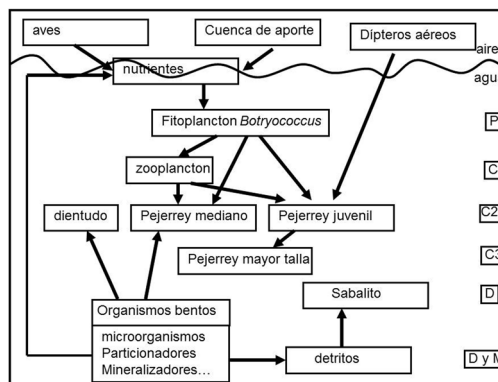 aves
Cuenca de aporte
Dipteros aéreos
aire
nutrientes
agu
Fitoplancton Botryococcus
P
zooplancton
C
dientudo
Pejerrey mediano
Pejerrey juvenil
C2
Pejerrey mayor talla
C3
Sabalito
D
Organismos bentos
microorganismos
Particionadores
Mineralizadores...
detritos
D y M